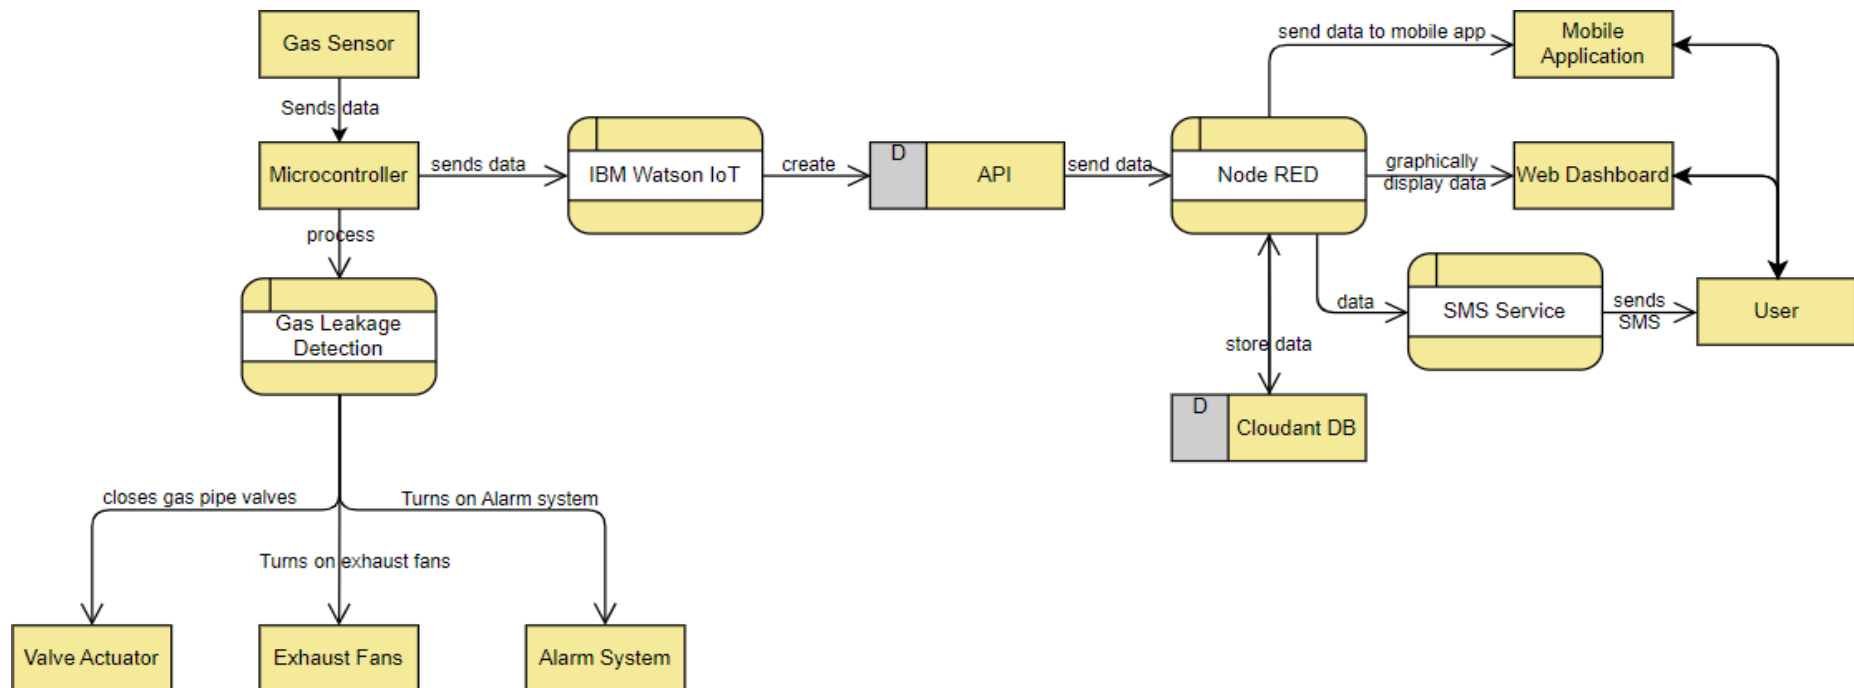 Gas Sensor
Sends data
Microcontroller
sends data
IBM Watson IoT
create
D
API
send data
Node RED
send data to mobile app
Mobile
Application
graphically
display data
Web Dashboard
process
Gas Leakage
Detection
data
SMS Service
sends
SMS
User
store data
D
Cloudant DB
closes gas pipe valves
Turns on Alarm system
Turns on exhaust fans
Valve Actuator
Exhaust Fans
Alarm System